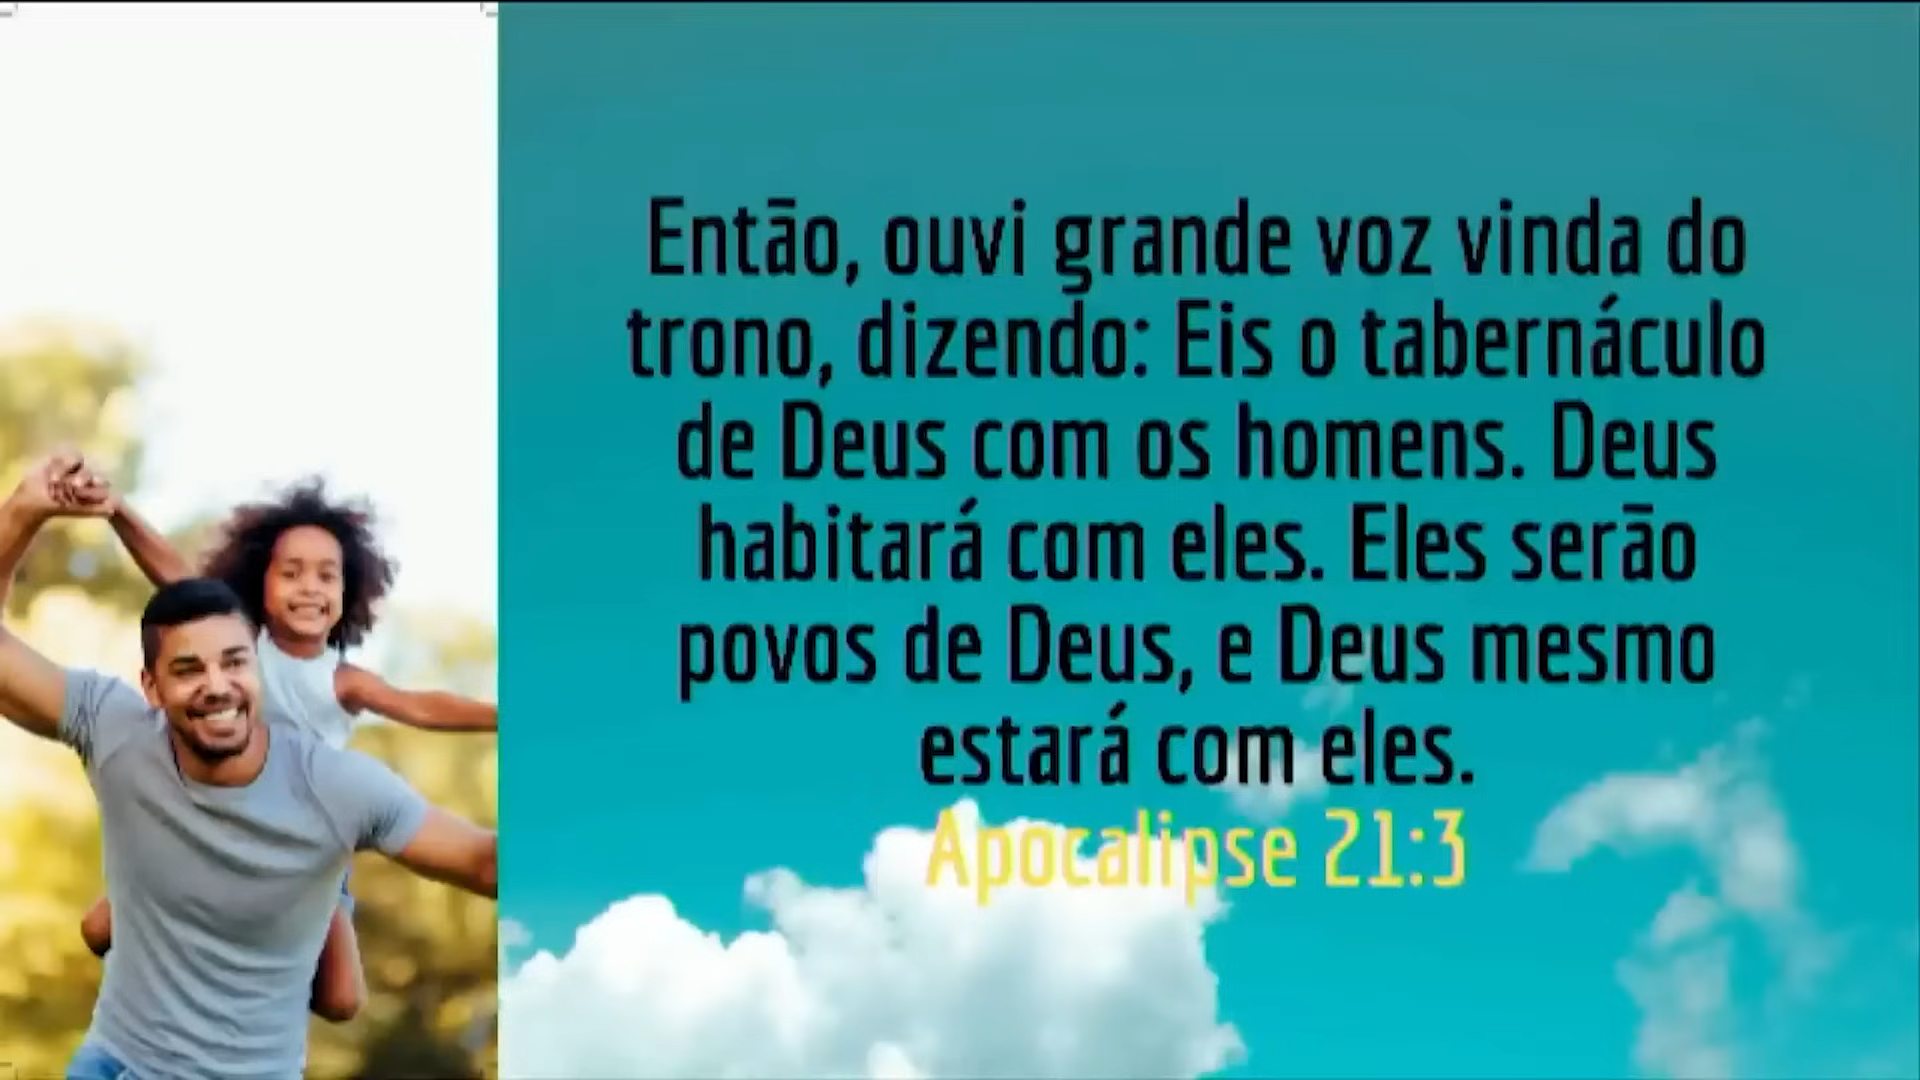 Então, ouvi grande voz vinda do
trono, dizendo: Eis o tabernáculo
de Deus com os homens. Deus
habitará com eles. Eles serão
povos de Deus, e Deus mesmo
estará com eles.
Apocalipse 21:3